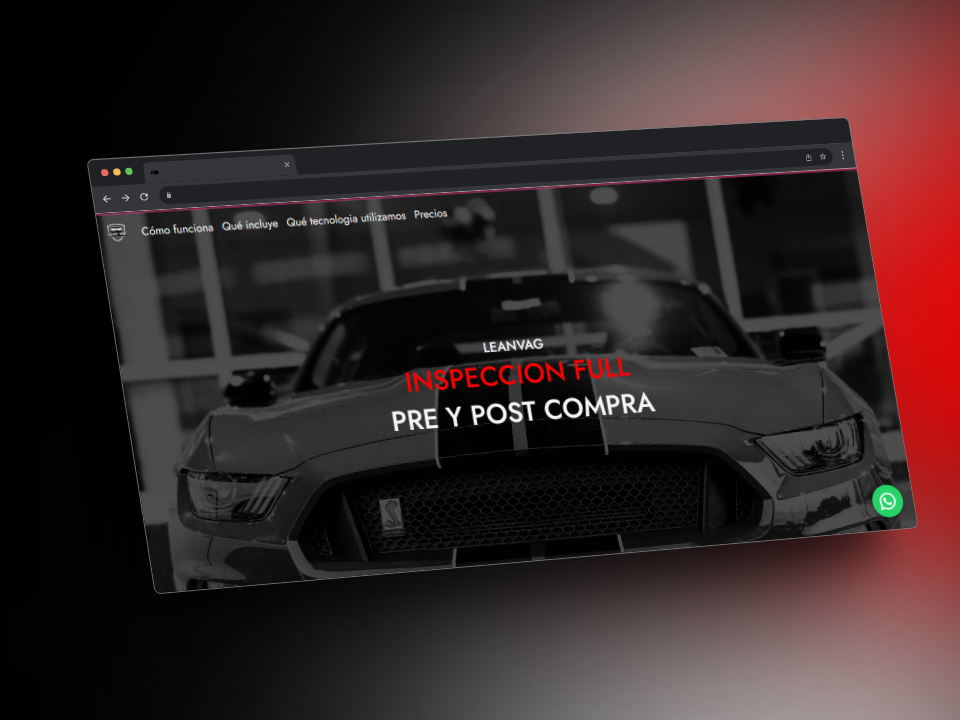 Cómo funciona Qué incluye Qué tecnologia utilizamos Precios
LEANVAG
INSPECCION FULL
PRE Y POST COMPRA